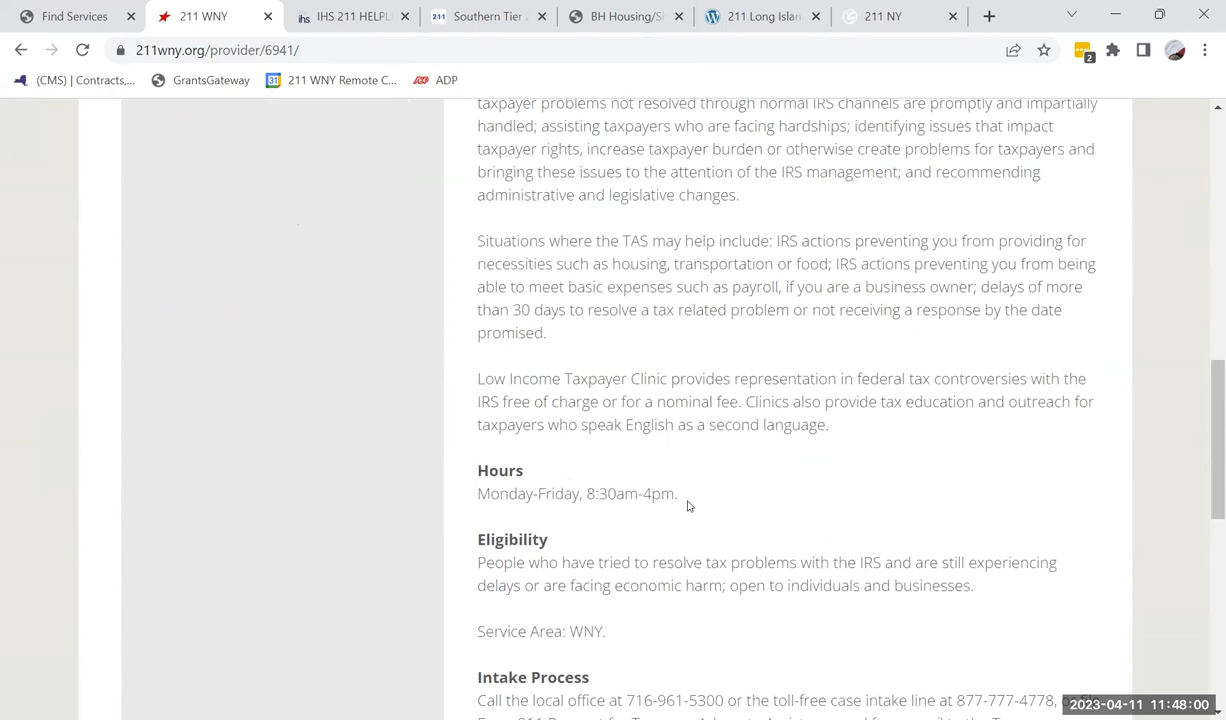 Find Services
211 WNY
IHS 211 HELPL
Southern Tier
BH Housing/S
211 Long Islan
211 NY
211wny.org/provider/6941/
2
(CMS) Contracts,...
GrantsGateway
31 211 WNY Remote C...
ADP
taxpayer problems not resolved through normal IRS channels are promptly and impartially
handled; assisting taxpayers who are facing hardships; identifying issues that impact
taxpayer rights, increase taxpayer burden or otherwise create problems for taxpayers and
bringing these issues to the attention of the IRS management; and recommending
administrative and legislative changes.
Situations where the TAS may help include: IRS actions preventing you from providing for
necessities such as housing, transportation or food; IRS actions preventing you from being
able to meet basic expenses such as payroll, if you are a business owner; delays of more
than 30 days to resolve a tax related problem or not receiving a response by the date
promised.
Low Income Taxpayer Clinic provides representation in federal tax controversies with the
IRS free of charge or for a nominal fee. Clinics also provide tax education and outreach for
taxpayers who speak English as a second language.
Hours
Monday-Friday, 8:30am-4pm.
Eligibility
People who have tried to resolve tax problems with the IRS and are still experiencing
delays or are facing economic harm; open to individuals and businesses.
Service Area: WNY.
Intake Process
Call the local office at 716-961-5300 or the toll-free case intake line at 877-777-4778,
2023-04-11 11:48:00